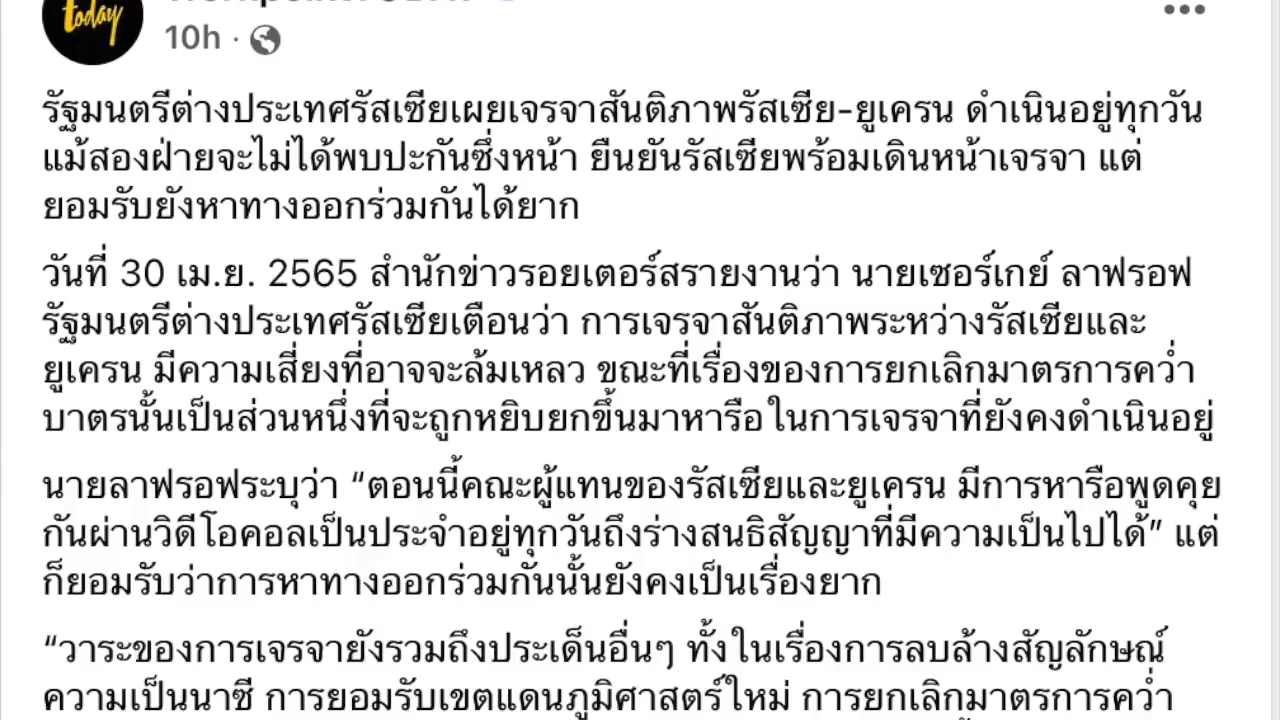 today
10h ·
รัฐมนตรีต่างประเทศรัสเซียเผยเจรจาสันติภาพรัสเซีย-ยูเครน ดำเนินอยู่ทุกวัน
แม้สองฝ่ายจะไม่ได้พบปะกันซึ่งหน้า ยืนยันรัสเซียพร้อมเดินหน้าเจรจา แต่
ยอมรับยังหาทางออกร่วมกันได้ยาก
วันที่ 30 เม.ย. 2565 สำนักข่าวรอยเตอร์สรายงานว่า นายเซอร์เกย์ ลาฟรอฟ
รัฐมนตรีต่างประเทศรัสเซียเตือนว่า การเจรจาสันติภาพระหว่างรัสเซียและ
ยูเครน มีความเสี่ยงที่อาจจะล้มเหลว ขณะที่เรื่องของการยกเลิกมาตรการคว่ำ
บาตรนั้นเป็นส่วนหนึ่งที่จะถูกหยิบยกขึ้นมาหารือในการเจรจาที่ยังคงดำเนินอยู่
นายลาฟรอฟระบุว่า “ตอนนี้คณะผู้แทนของรัสเซียและยูเครน มีการหารือพูดคุย
กันผ่านวิดีโอคอลเป็นประจำอยู่ทุกวันถึงร่างสนธิสัญญาที่มีความเป็นไปได้” แต่
ก็ยอมรับว่าการหาทางออกร่วมกันนั้นยังคงเป็นเรื่องยาก
“วาระของการเจรจายังรวมถึงประเด็นอื่นๆ ทั้งในเรื่องการลบล้างสัญลักษณ์
ความเป็นนาซี การยอมรับเขตแดนภูมิศาสตร์ใหม่ การยกเลิกมาตรการคว่ำ